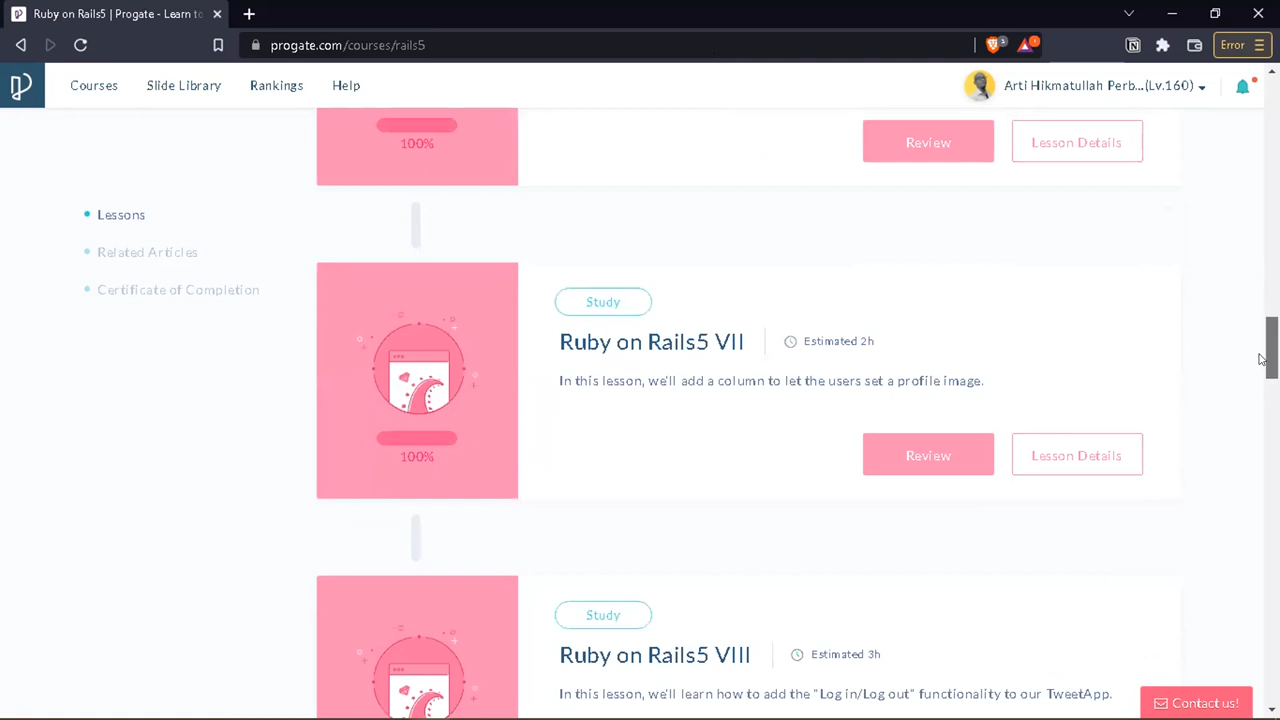 Ruby on Rails5 | Progate - Learn to
progate.com/courses/rails5
Error
Courses
Slide Library
Rankings
Help
Arti Hikmatullah Perb...(Lv.160)
100%
Review
Lesson Details
Lessons
Related Articles
Certificate of Completion
Study
Ruby on Rails5 VII
Estimated 2h
In this lesson, we'll add a column to let the users set a profile image.
100%
Review
Lesson Details
Study
Ruby on Rails5 VIII
Estimated 3h
In this lesson, we'll learn how to add the "Log in/Log out" functionality to our TweetApp.
Contact us!